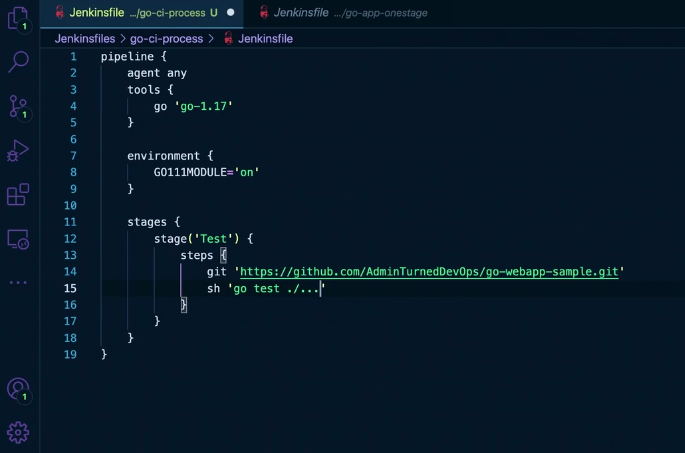 Jenkinsfile .../go-ci-process U
Jenkinsfile .../go-app-onestage
Jenkinsfiles > go-ci-process > Jenkinsfile
1 pipeline {
2 agent any
3 tools {
4 go 'go-1.17'
5 }
6
7 environment {
8 GO111MODULE='on'
9 }
10
11 stages {
12 stage('Test') {
13 steps {
14 git 'https://github.com/AdminTurnedDevOps/go-webapp-sample.git'
15 sh 'go test ./...'
16 }
17 }
18 }
19 }
1
1
1